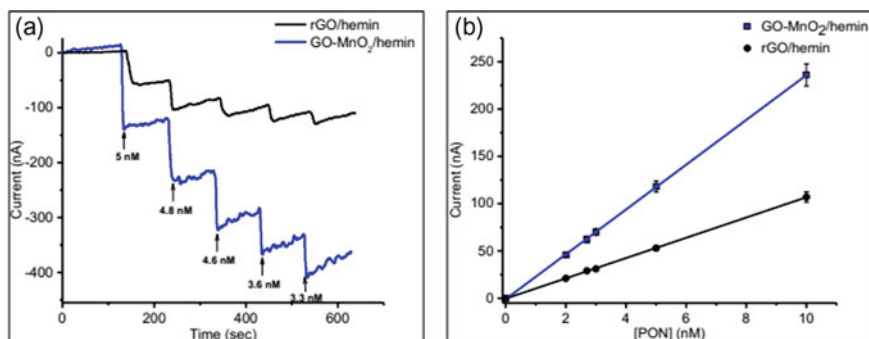 (a)
rGO/hemin
GO-MnO2/hemin
0
-100
-200
-300
-400
Current (nA)
5 nM
4.8 nM
4.6 nM
3.6 nM
3.3 nM
0 200 400 600
Time (sec)
(b)
GO-MnO2/hemin
rGO/hemin
250
200
150
100
50
0
Current (nA)
0 2 4 6 8 10
[PON] (nM)